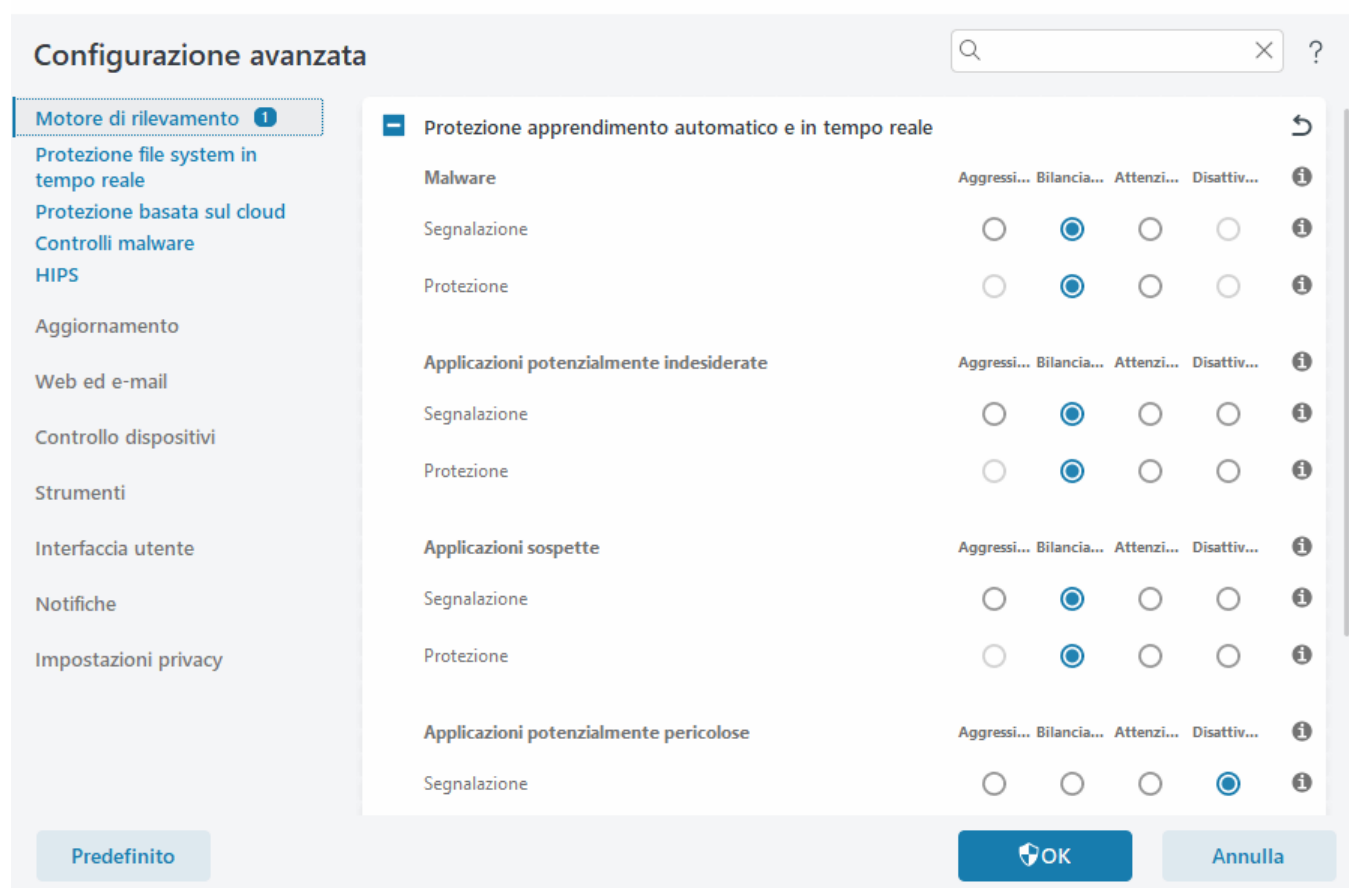 Configurazione avanzata
?
Motore di rilevamento 1
Protezione file system in
tempo reale
Protezione basata sul cloud
Controlli malware
HIPS
Aggiornamento
Web ed e-mail
Controllo dispositivi
Strumenti
Interfaccia utente
Notifiche
Impostazioni privacy
Protezione apprendimento automatico e in tempo reale
Malware Aggressi... Bilancia... Attenzi... Disattiv...
Segnalazione
Protezione
Applicazioni potenzialmente indesiderate Aggressi... Bilancia... Attenzi... Disattiv...
Segnalazione
Protezione
Applicazioni sospette Aggressi... Bilancia... Attenzi... Disattiv...
Segnalazione
Protezione
Applicazioni potenzialmente pericolose Aggressi... Bilancia... Attenzi... Disattiv...
Segnalazione
Predefinito
OK
Annulla